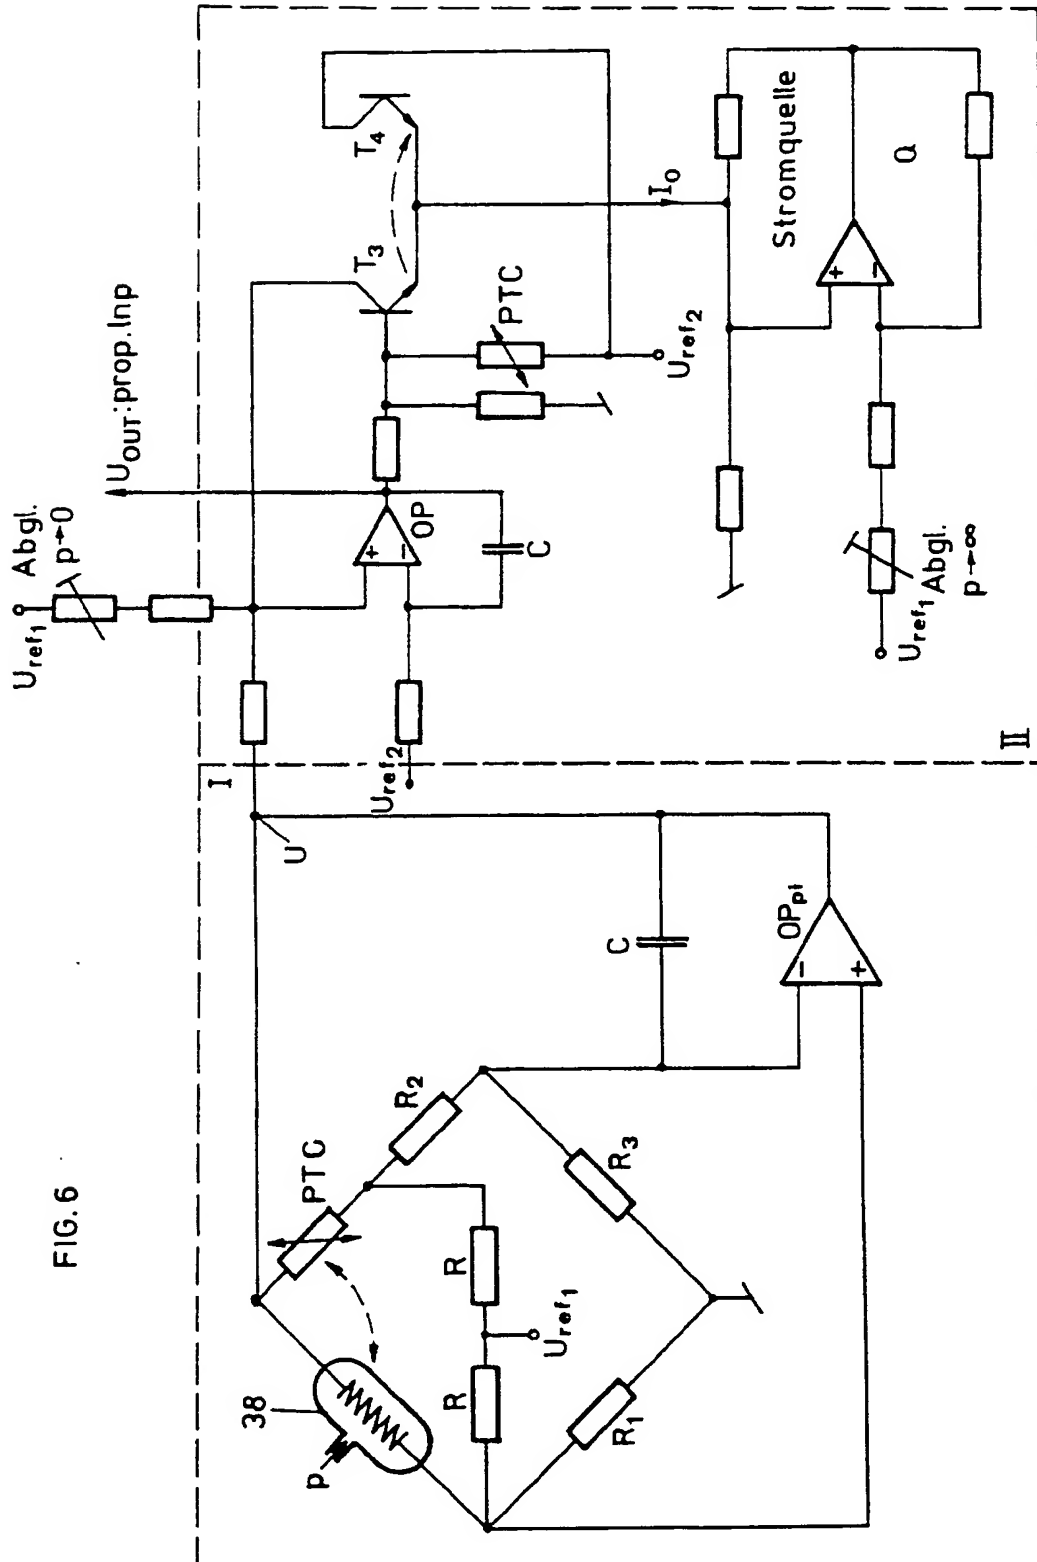 FIG. 6
I
II
38
p
PTC
R₂
R
R
U_ref₁
R₁
R₃
C
OP_pI
-
+
U
U_ref₁
Abgl.
p→0
U_OUT:prop.lnp
U_ref₂
+
-
OP
C
T₃
T₄
PTC
U_ref₂
I₀
Stromquelle
Q
+
-
U_ref₁
Abgl.
p→∞